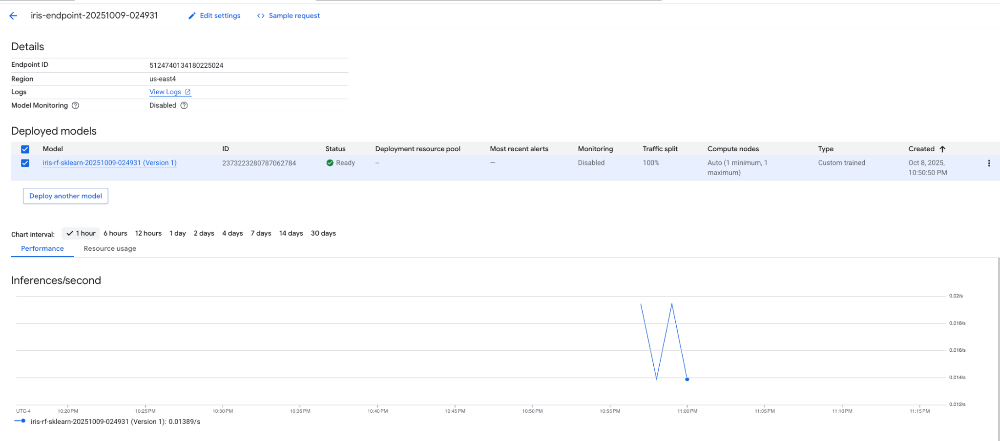 iris-endpoint-20251009-024931 Edit settings Sample request
Details
Endpoint ID 5124740134180225024
Region us-east4
Logs View Logs
Model Monitoring Disabled
Deployed models
Model ID Status Deployment resource pool Most recent alerts Monitoring Traffic split Compute nodes Type Created
iris-rf-sklearn-20251009-024931 (Version 1) 2373223280787062784 Ready -- — Disabled 100% Auto (1 minimum, 1 Custom trained Oct 8, 2025,
maximum) 10:50:50 PM
Deploy another model
Chart interval: 1 hour 6 hours 12 hours 1 day 2 days 4 days 7 days 14 days 30 days
Performance Resource usage
Inferences/second
0.02/s
0.018/s
0.016/s
0.014/s
0.012/s
UTC-4 10:20 PM 10:25 PM 10:30 PM 10:35 PM 10:40 PM 10:45 PM 10:50 PM 10:55 PM 11:00 PM 11:05 PM 11:10 PM 11:15 PM
iris-rf-sklearn-20251009-024931 (Version 1): 0.01389/s